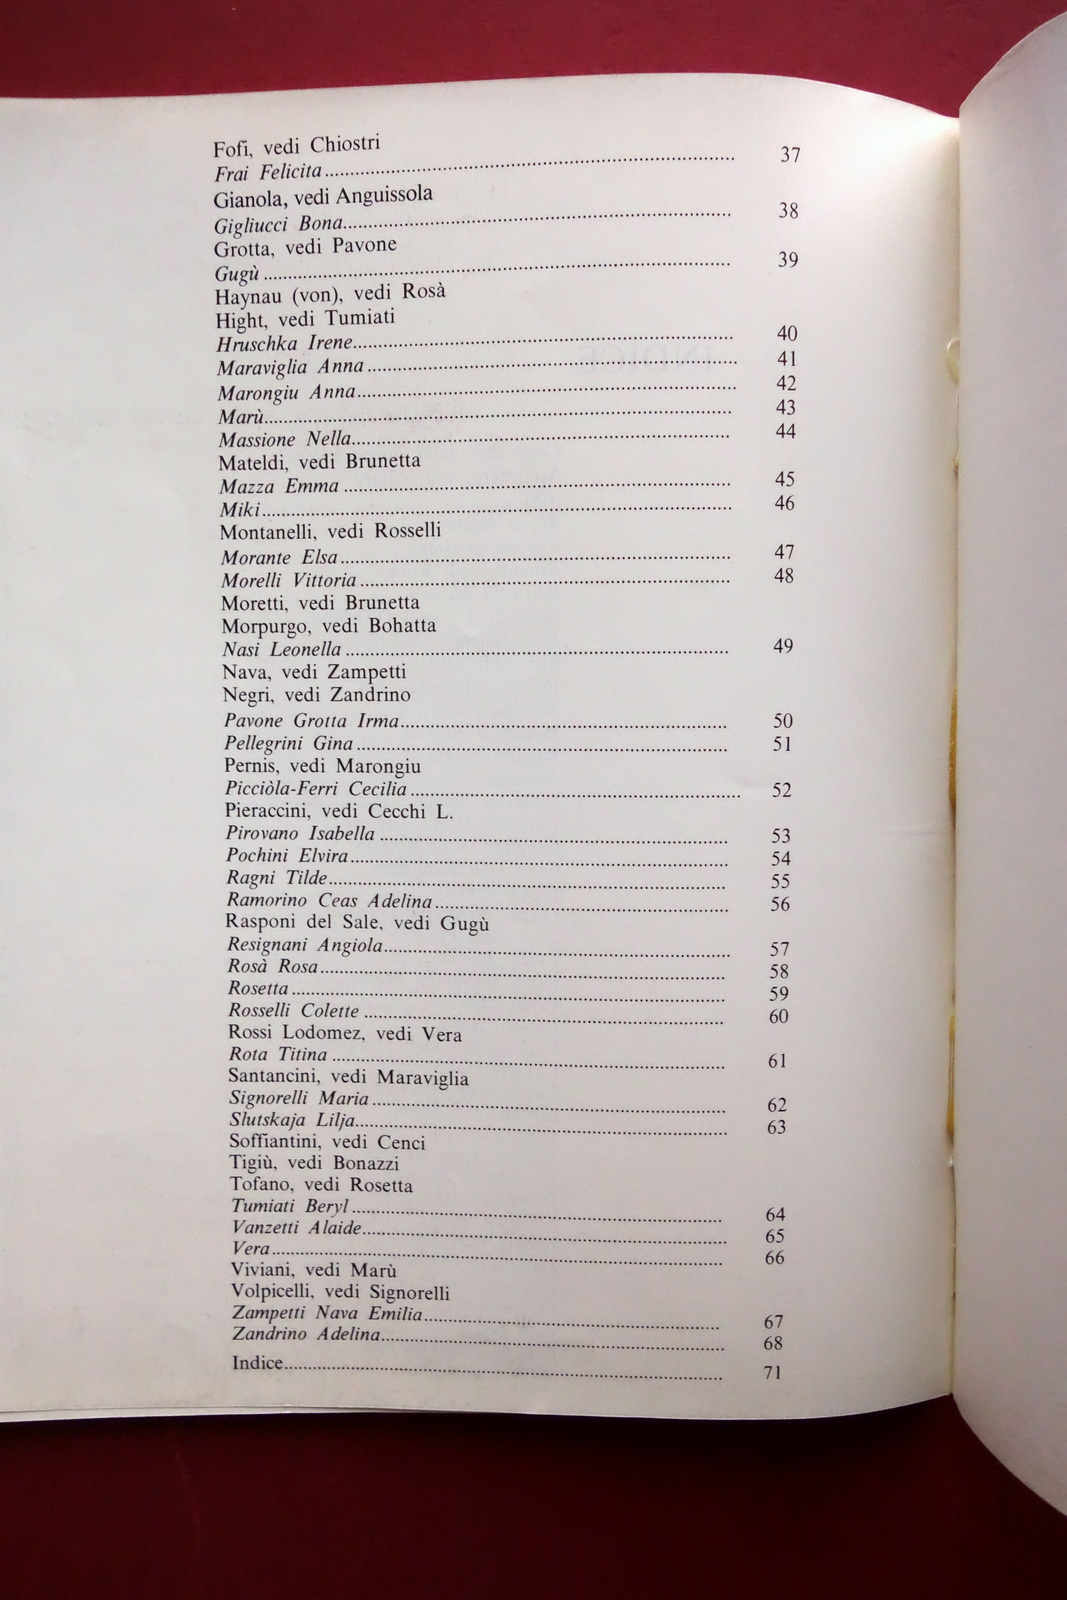 Fofi, vedi Chiostri
Frai Felicita ........ 37
Gianola, vedi Anguissola
Gigliucci Bona ........ 38
Grotta, vedi Pavone
Gugù ........ 39
Haynau (von), vedi Rosà
Hight, vedi Tumiati
Hruschka Irene ........ 40
Maraviglia Anna ........ 41
Marongiu Anna ........ 42
Marù ........ 43
Massione Nella ........ 44
Mateldi, vedi Brunetta
Mazza Emma ........ 45
Miki ........ 46
Montanelli, vedi Rosselli
Morante Elsa ........ 47
Morelli Vittoria ........ 48
Moretti, vedi Brunetta
Morpurgo, vedi Bohatta
Nasi Leonella ........ 49
Nava, vedi Zampetti
Negri, vedi Zandrino
Pavone Grotta Irma ........ 50
Pellegrini Gina ........ 51
Pernis, vedi Marongiu
Picciòla-Ferri Cecilia ........ 52
Pieraccini, vedi Cecchi L.
Pirovano Isabella ........ 53
Pochini Elvira ........ 54
Ragni Tilde ........ 55
Ramorino Ceas Adelina ........ 56
Rasponi del Sale, vedi Gugù
Resignani Angiola ........ 57
Rosà Rosa ........ 58
Rosetta ........ 59
Rosselli Colette ........ 60
Rossi Lodomez, vedi Vera
Rota Titina ........ 61
Santancini, vedi Maraviglia
Signorelli Maria ........ 62
Slutskaja Lilja ........ 63
Soffiantini, vedi Cenci
Tigiù, vedi Bonazzi
Tofano, vedi Rosetta
Tumiati Beryl ........ 64
Vanzetti Alaide ........ 65
Vera ........ 66
Viviani, vedi Marù
Volpicelli, vedi Signorelli
Zampetti Nava Emilia ........ 67
Zandrino Adelina ........ 68
Indice ........ 71